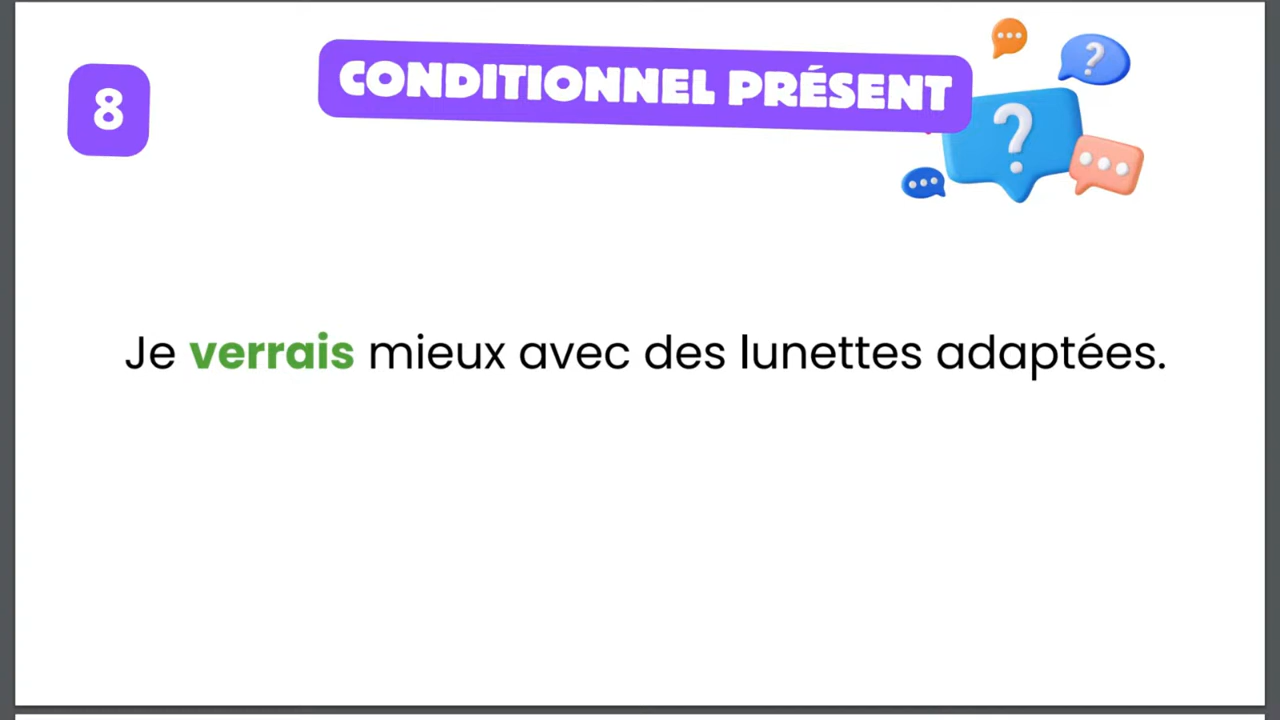 8
CONDITIONNEL PRÉSENT
?
?
Je verrais mieux avec des lunettes adaptées.